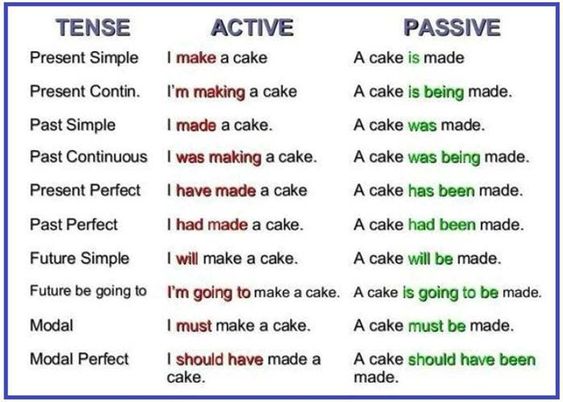 TENSE ACTIVE PASSIVE
Present Simple I make a cake A cake is made
Present Contin. I'm making a cake A cake is being made.
Past Simple I made a cake. A cake was made.
Past Continuous I was making a cake. A cake was being made.
Present Perfect I have made a cake A cake has been made.
Past Perfect I had made a cake. A cake had been made.
Future Simple I will make a cake. A cake will be made.
Future be going to I'm going to make a cake. A cake is going to be made.
Modal I must make a cake. A cake must be made.
Modal Perfect I should have made a A cake should have been
cake. made.